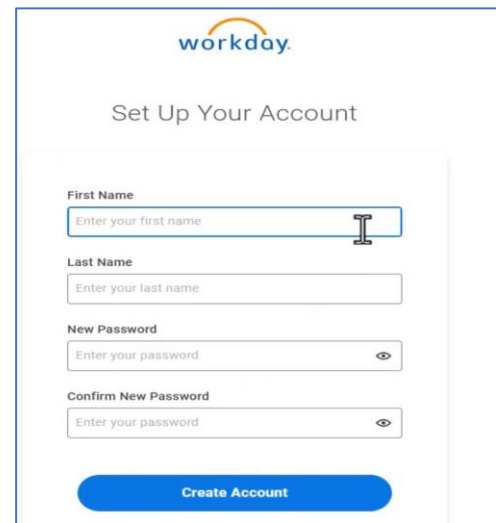 workday.
Set Up Your Account
First Name
Enter your first name
Last Name
Enter your last name
New Password
Enter your password
Confirm New Password
Enter your password
Create Account